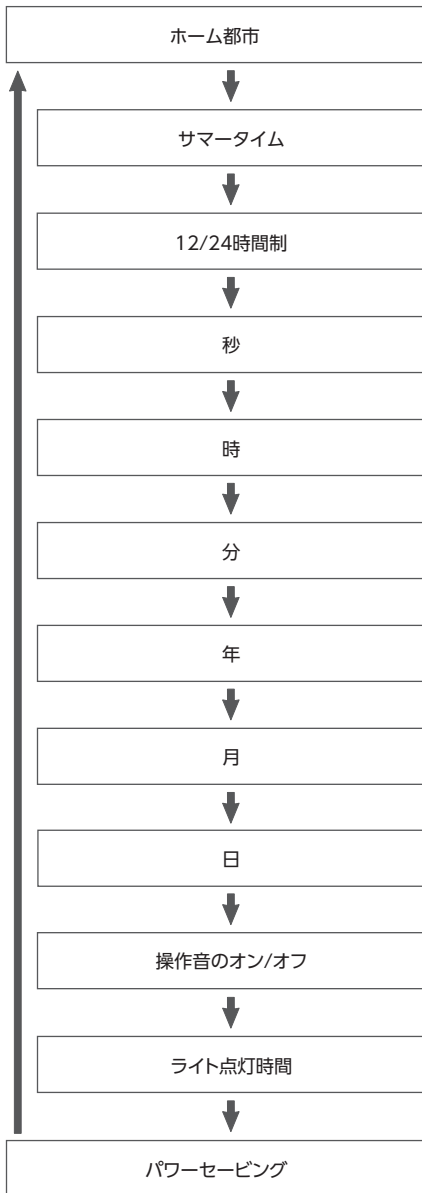 ホーム都市
サマータイム
12/24時間制
秒
時
分
年
月
日
操作音のオン/オフ
ライト点灯時間
パワーセービング